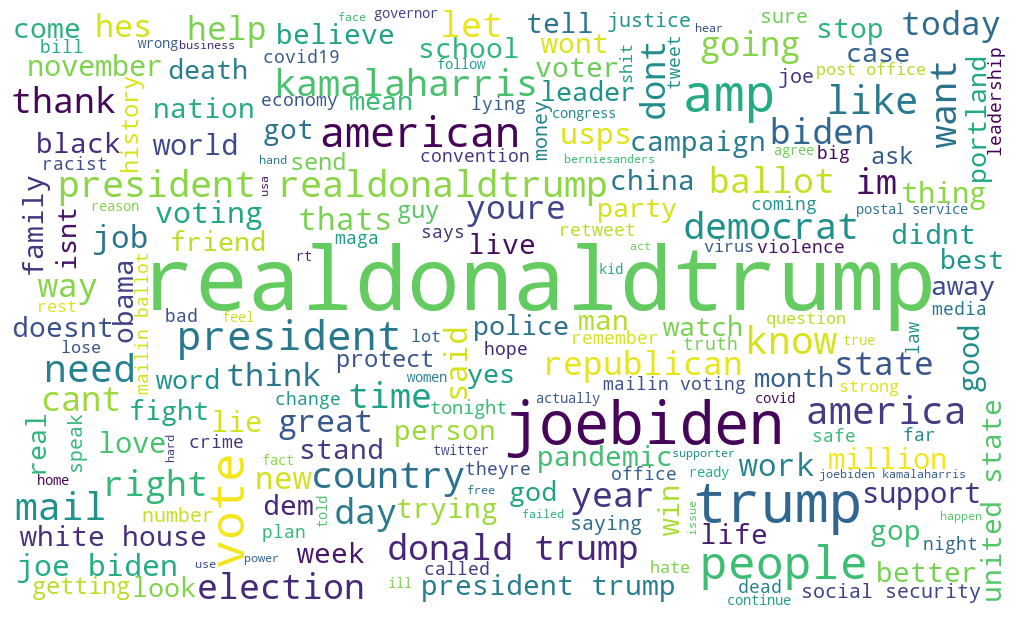 come
hes
help
believe
face
governor
let
tell
justice
sure
stop
today
bill
wrong
business
covid19
school
hear
wont
case
november
death
follow
voter
shit
tweet
going
post office
leadership
thank
nation
economy
kamalaharris
mean
lying
leader
money
congress
dont
amp
joe
like
want
portland
history
black
world
got
american
usps
campaign
biden
racist
hand
send
convention
berniesanders
agree
big
ask
family
isnt
president
usa
realdonaldtrump
china
ballot
im
thing
reason
voting
thats
guy
youre
party
coming
postal service
job
friend
maga
says
live
retweet
democrat
didnt
rt
virus
violence
obama
realdonaldtrump
act
kid
best
way
away
rest
mailin ballot
bad
feel
media
doesnt
president
lot
police
man
remember
watch
truth
question
know
true
law
good
lose
said
hope
republican
state
need
word
think
protect
women
yes
mailin voting
month
strong
cant
change
time
tonight
actually
covid
fight
lie
great
joebiden
america
real
speak
love
crime
hard
stand
person
twitter
safe
far
home
fact
new
country
theyre
pandemic
supporter
office
ready
work
million
joebiden kamalaharris
united state
right
vote
free
god
year
win
trump
support
mail
number
dem
told
day
trying
failed
saying
issue
happen
white house
plan
life
gop
night
joe biden
use
power
week
donald trump
called
hate
people
better
getting
look
election
ill
president trump
dead
continue
social security